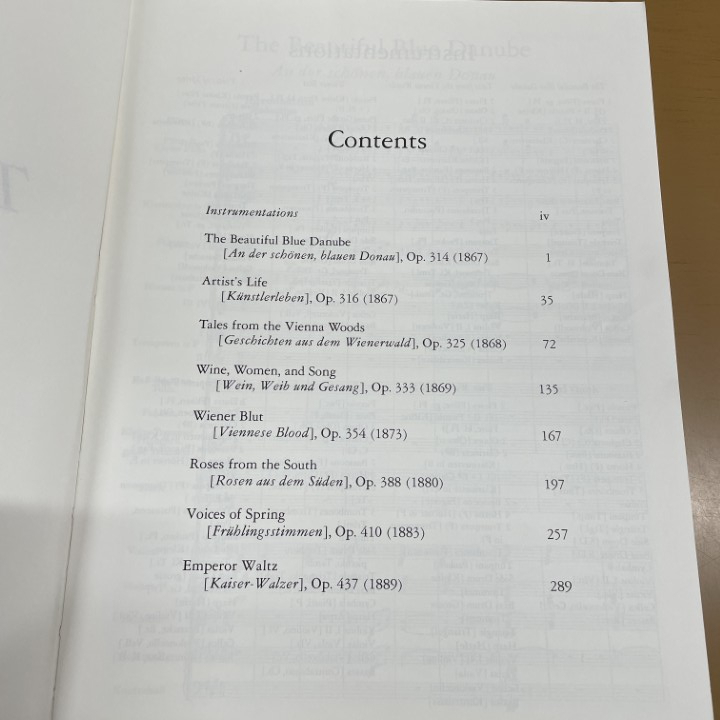 Contents
Instrumentations iv
The Beautiful Blue Danube
[An der schönen, blauen Donau], Op. 314 (1867) 1
Artist's Life
[Künstlerleben], Op. 316 (1867) 35
Tales from the Vienna Woods
[Geschichten aus dem Wienerwald], Op. 325 (1868) 72
Wine, Women, and Song
[Wein, Weib und Gesang], Op. 333 (1869) 135
Wiener Blut
[Viennese Blood], Op. 354 (1873) 167
Roses from the South
[Rosen aus dem Süden], Op. 388 (1880) 197
Voices of Spring
[Frühlingsstimmen], Op. 410 (1883) 257
Emperor Waltz
[Kaiser-Walzer], Op. 437 (1889) 289